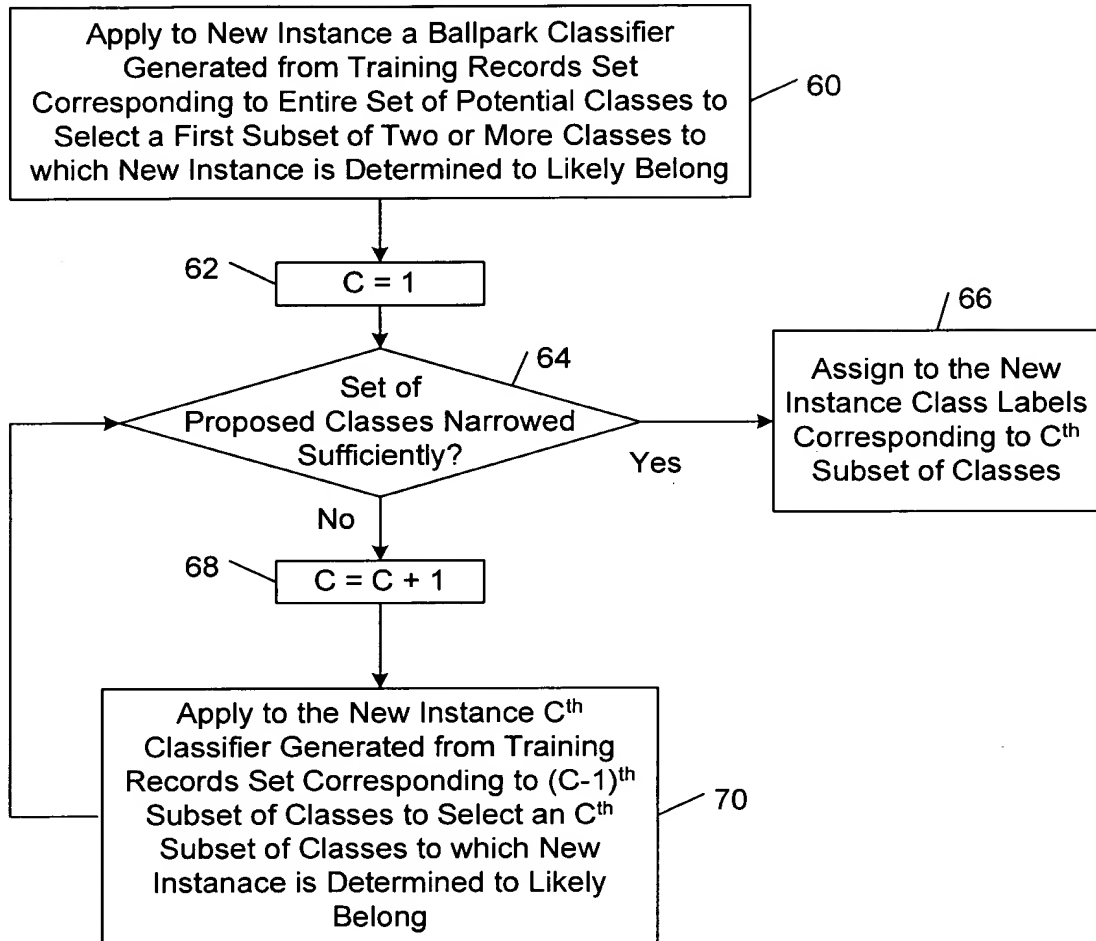 Apply to New Instance a Ballpark Classifier
Generated from Training Records Set
Corresponding to Entire Set of Potential Classes to
Select a First Subset of Two or More Classes to
which New Instance is Determined to Likely Belong
60
62
C = 1
64
Set of
Proposed Classes Narrowed
Sufficiently?
Yes
66
Assign to the New
Instance Class Labels
Corresponding to Cth
Subset of Classes
No
68
C = C + 1
Apply to the New Instance Cth
Classifier Generated from Training
Records Set Corresponding to (C-1)th
Subset of Classes to Select an Cth
Subset of Classes to which New
Instanace is Determined to Likely
Belong
70